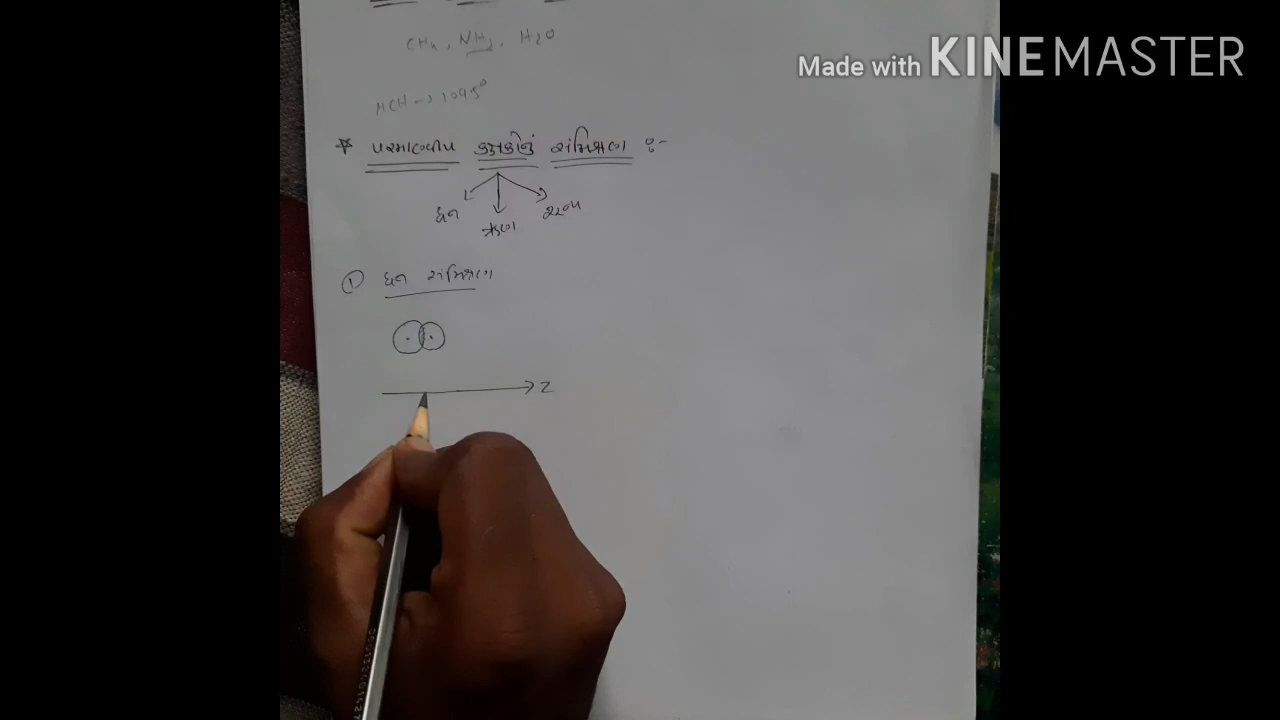 Made with KINEMASTER
CH4, NH3, H2O
HCH → 109.5°
* પરમાણ્વીય કક્ષકોનું સંમિશ્રણ :-
ધન ઋણ શૂન્ય
① ધન સંમિશ્રણ
Z